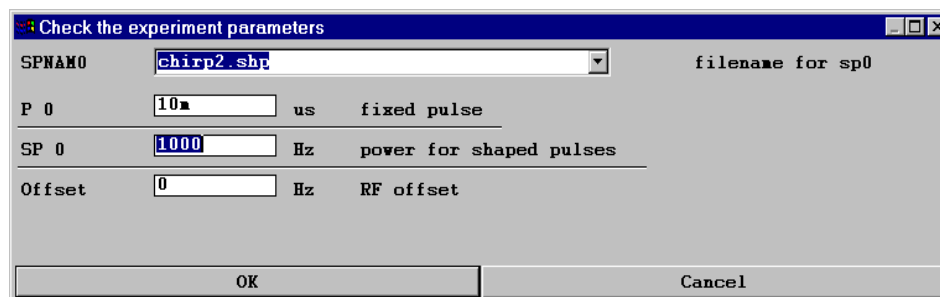 Check the experiment parameters
SPNAM0 chirp2.shp filename for sp0
P 0 10m us fixed pulse
SP 0 1000 Hz power for shaped pulses
Offset 0 Hz RF offset
OK Cancel